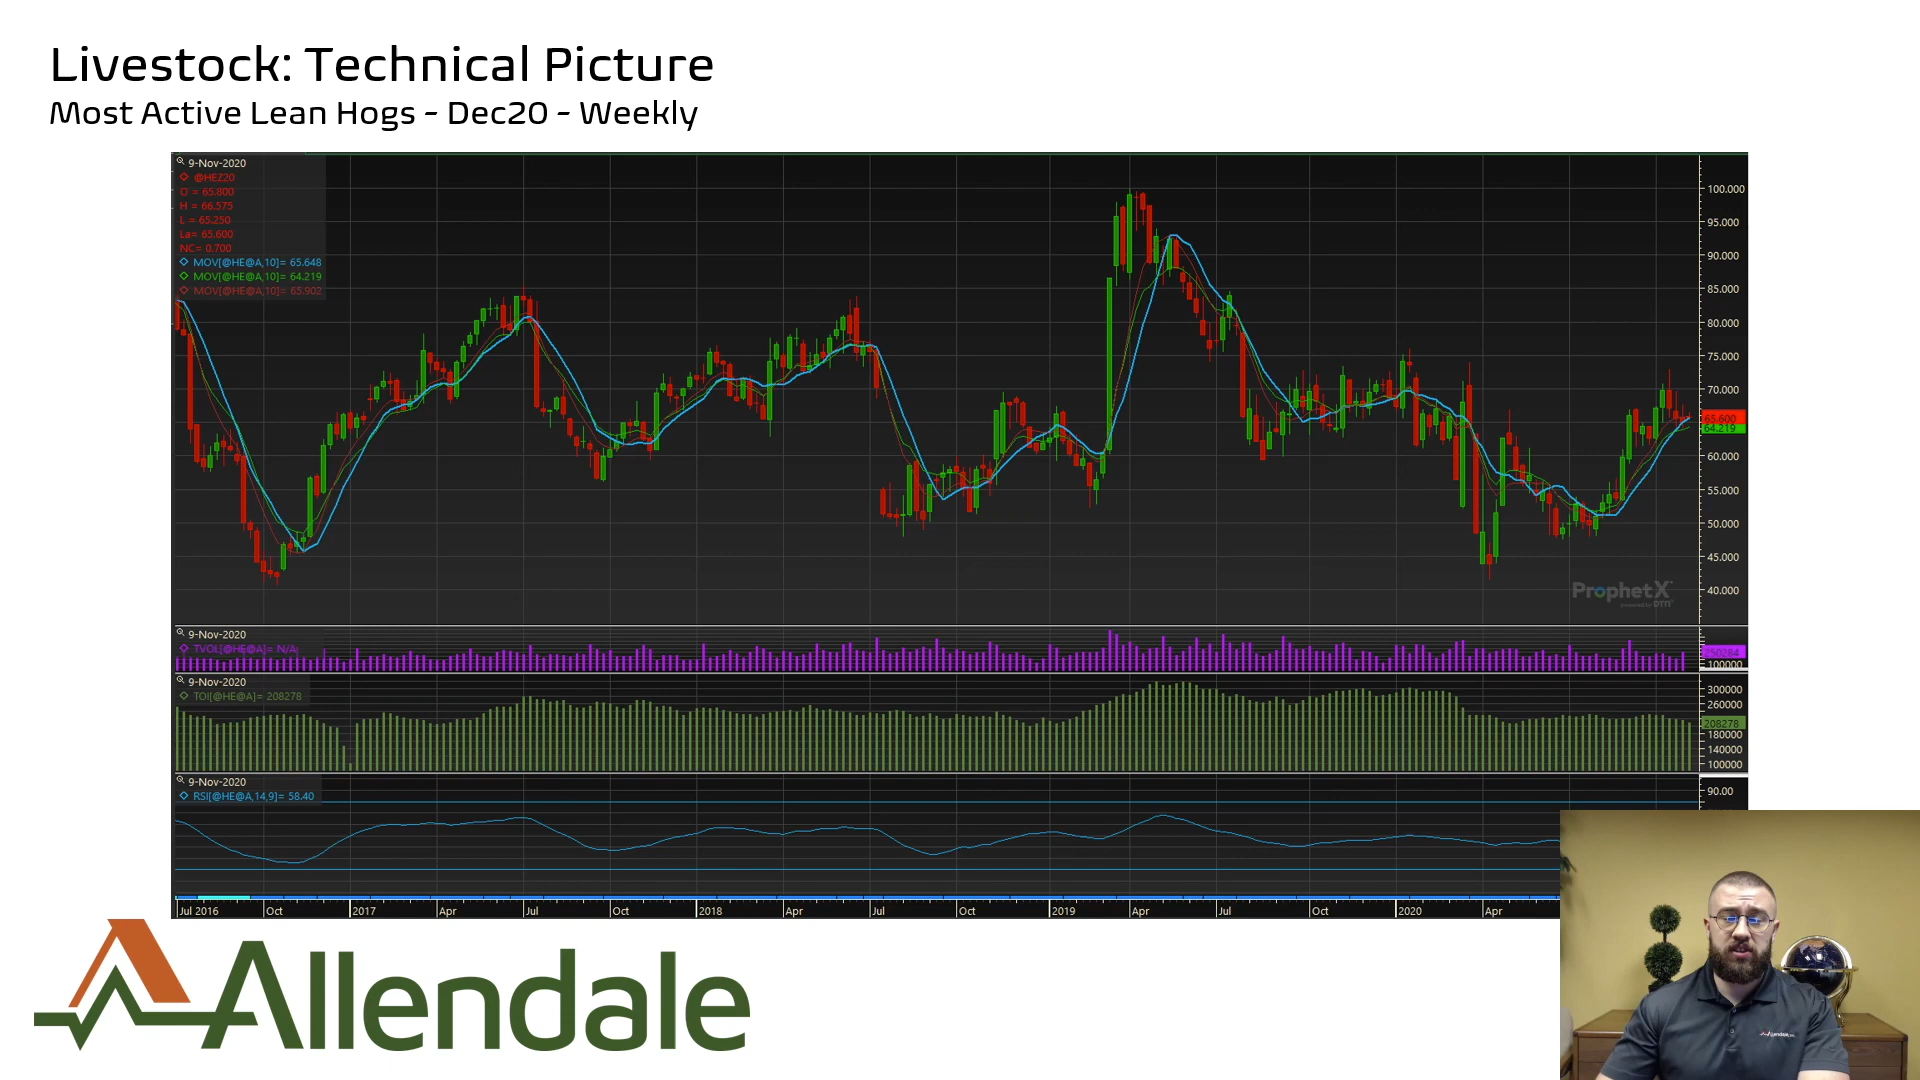 Livestock: Technical Picture
Most Active Lean Hogs - Dec20 - Weekly
9-Nov-2020
@HEZ20
O = 65.800
H = 66.575
L = 65.250
La= 65.600
NC= 0.700
MOV[@HE@A,10]= 65.648
MOV[@HE@A,10]= 64.219
MOV[@HE@A,10]= 65.902
100.000
95.000
90.000
85.000
80.000
75.000
70.000
65.600
64.219
60.000
55.000
50.000
45.000
40.000
ProphetX
powered by DTN
9-Nov-2020
TVOL[@HE@A]= N/A
250284
100000
9-Nov-2020
TOI[@HE@A]= 208278
300000
260000
208278
180000
140000
100000
9-Nov-2020
RSI[@HE@A,14,9]= 58.40
90.00
Jul 2016 Oct 2017 Apr Jul Oct 2018 Apr Jul Oct 2019 Apr Jul Oct 2020 Apr
Allendale